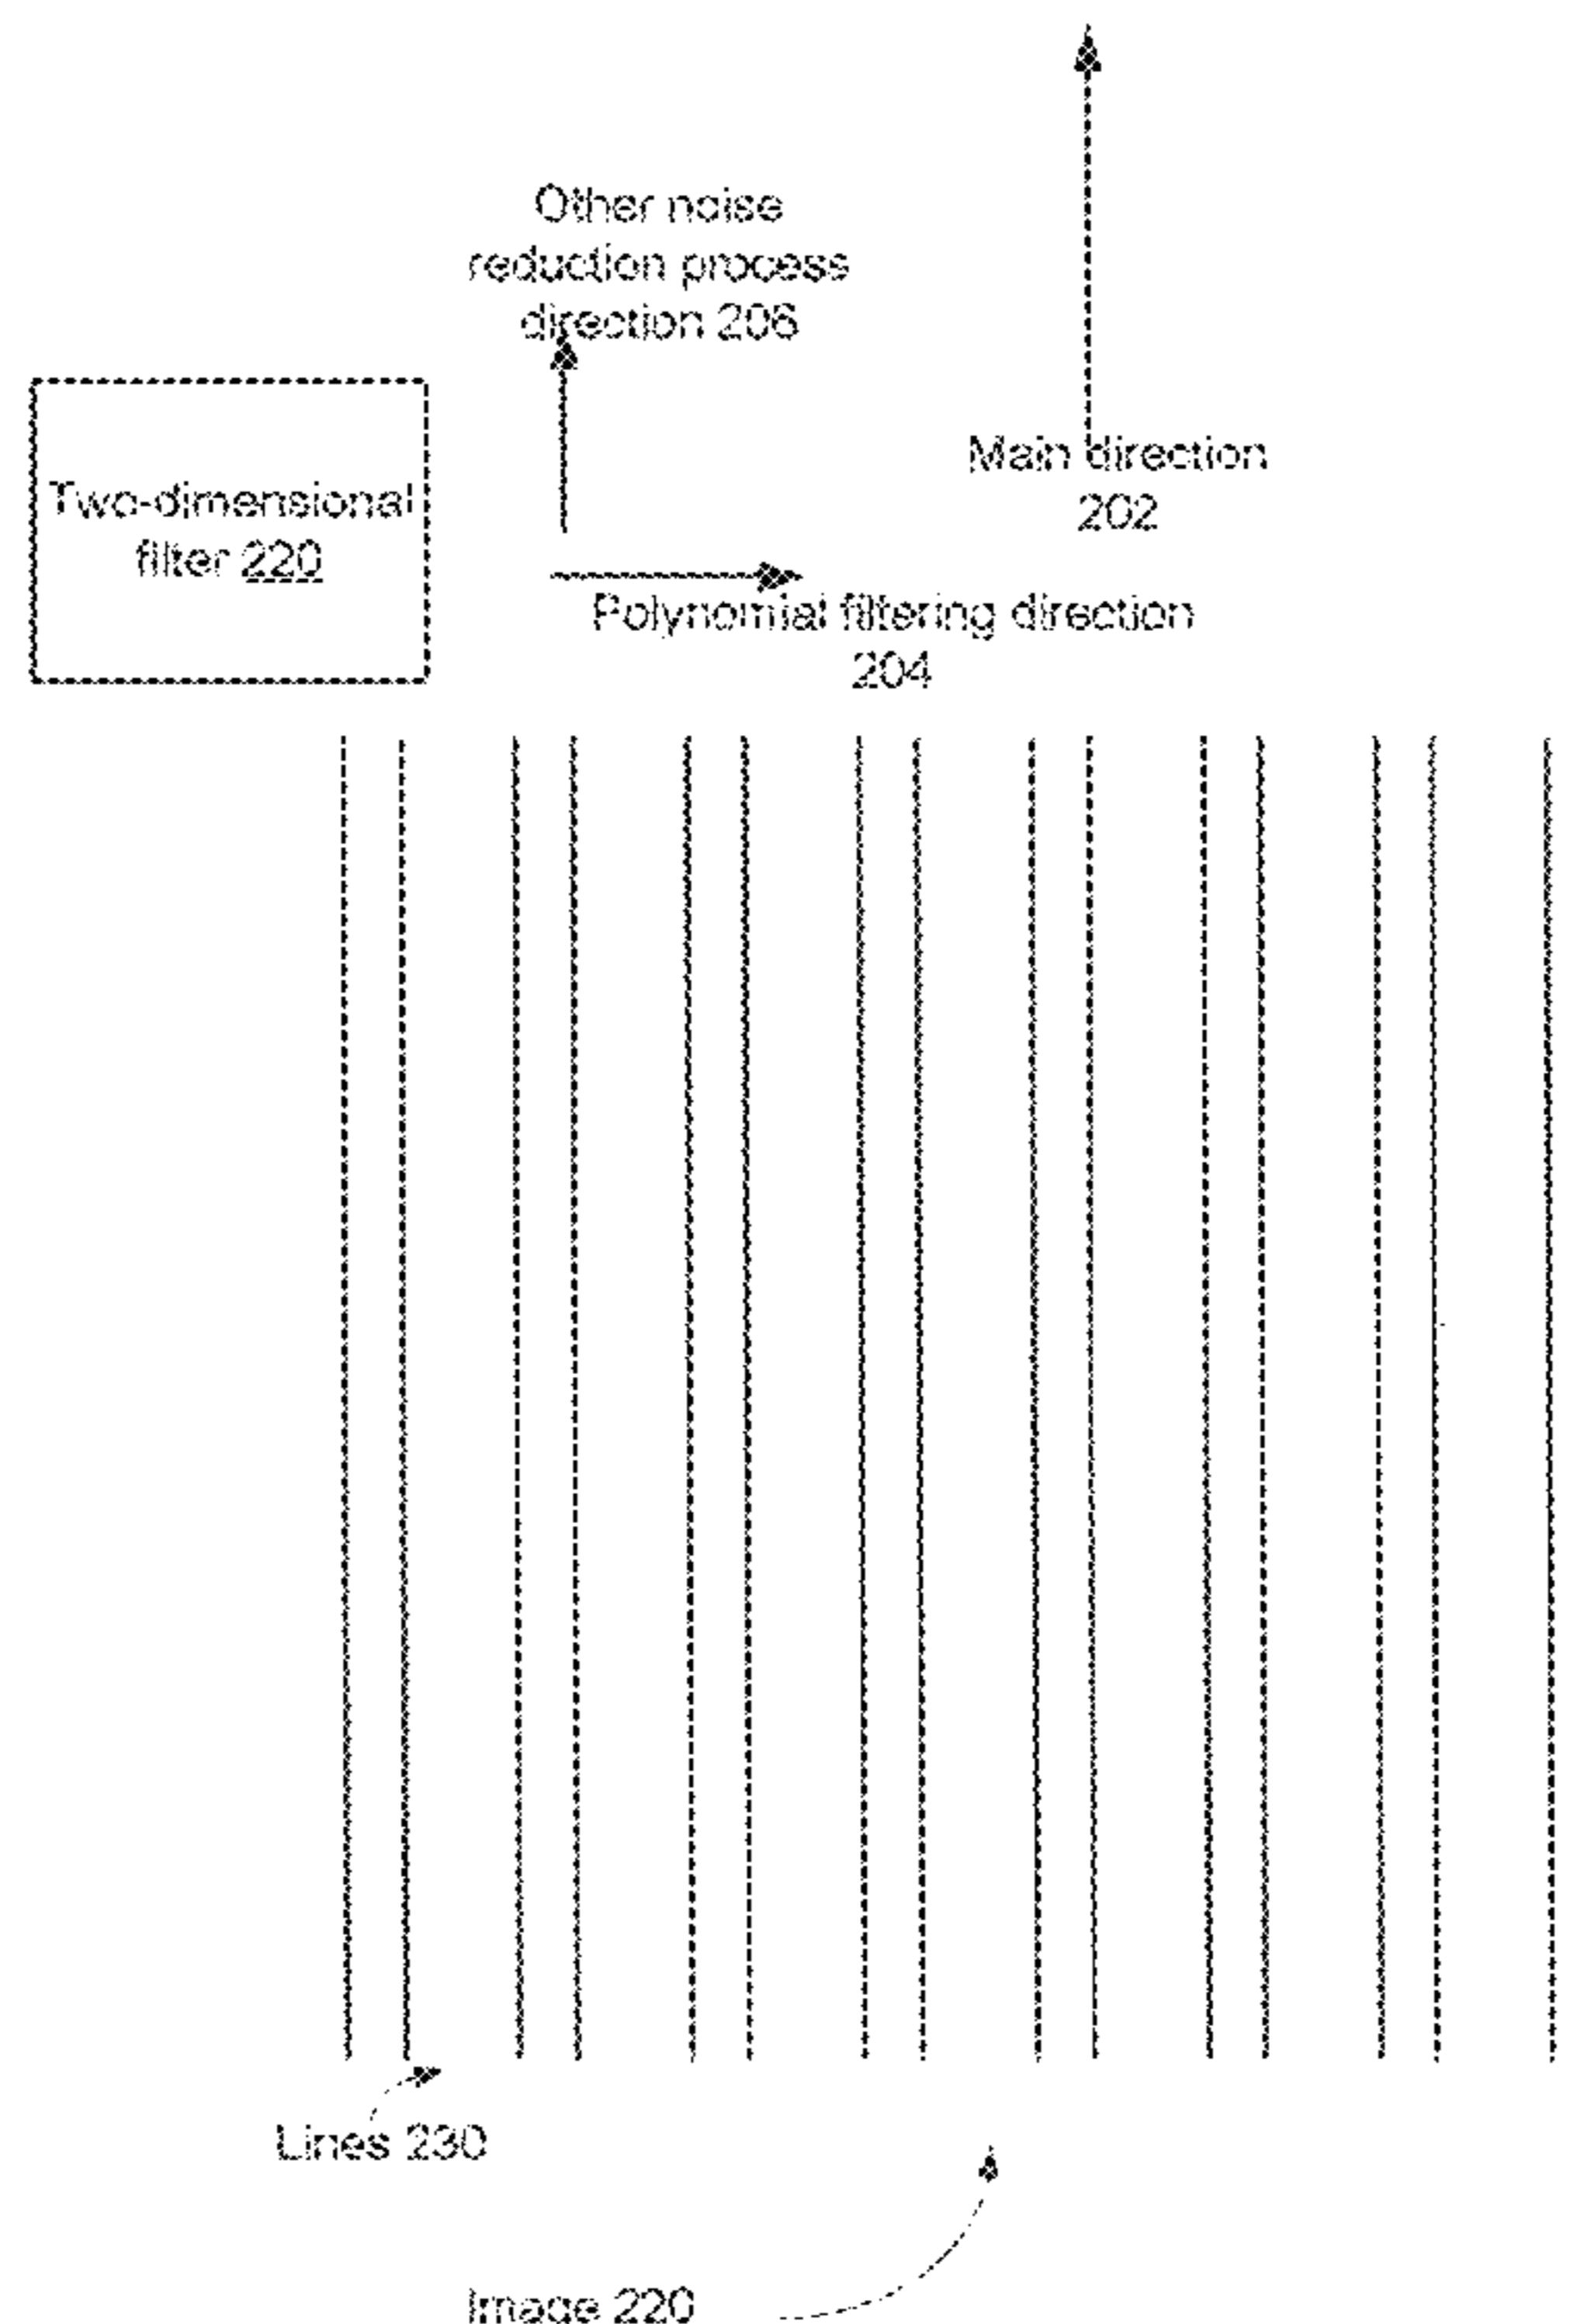 Other noise
reduction process
direction 206
Main direction
202
Two-dimensional
filter 220
Polynomial filtering direction
204
Lines 230
Image 220